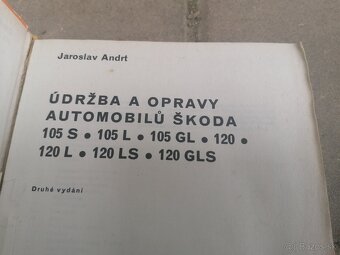 Jaroslav Andrt
ÚDRŽBA A OPRAVY
AUTOMOBILŮ ŠKODA
105 S • 105 L • 105 GL • 120 •
120 L • 120 LS • 120 GLS
Druhé vydání